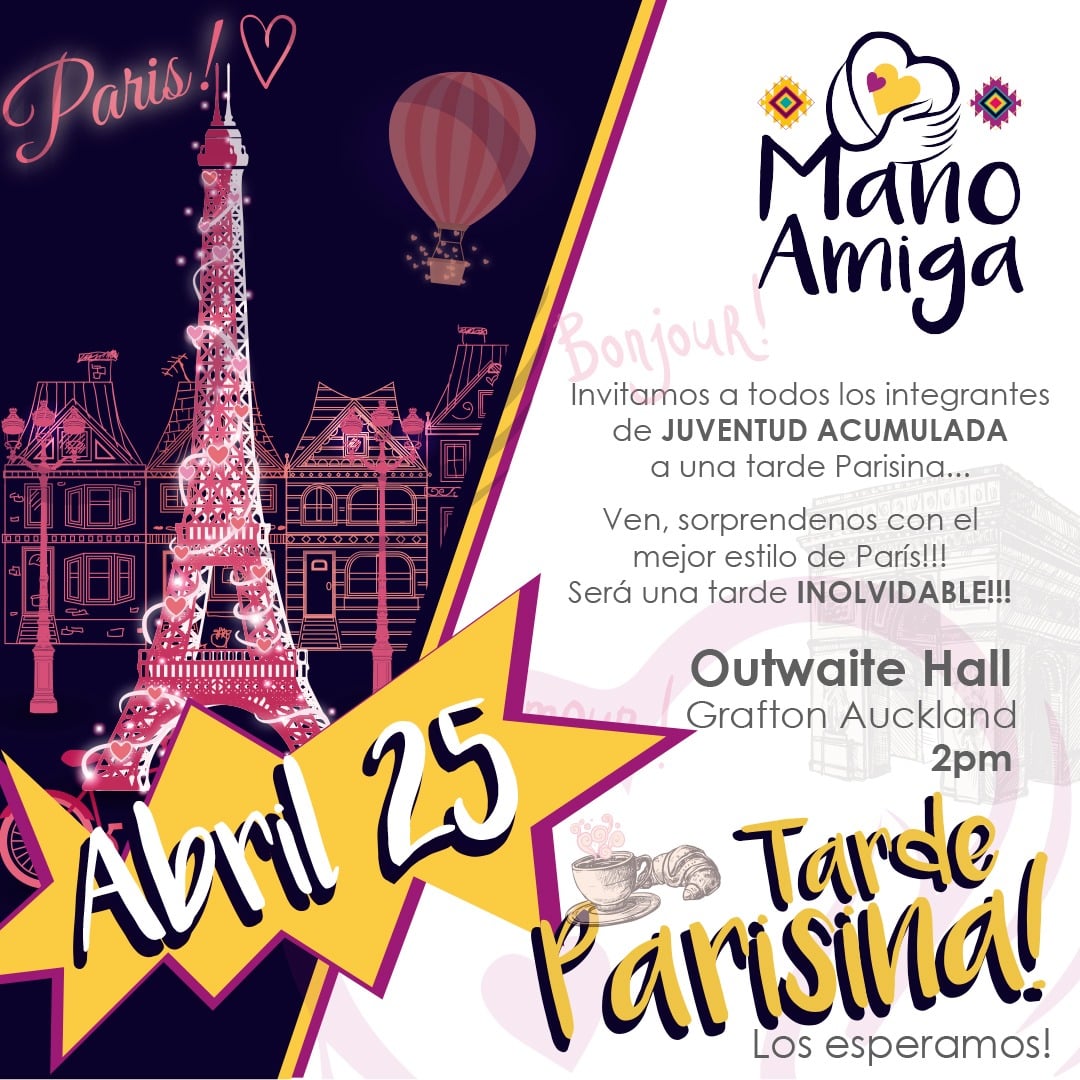 Paris!
Mano
Amiga
Bonjour!
Invitamos a todos los integrantes
de JUVENTUD ACUMULADA
a una tarde Parisina...
Ven, sorprendenos con el
mejor estilo de París!!!
Será una tarde INOLVIDABLE!!!
Outwaite Hall
Grafton Auckland
2pm
Abril 25
Tarde
Parisina!
Los esperamos!